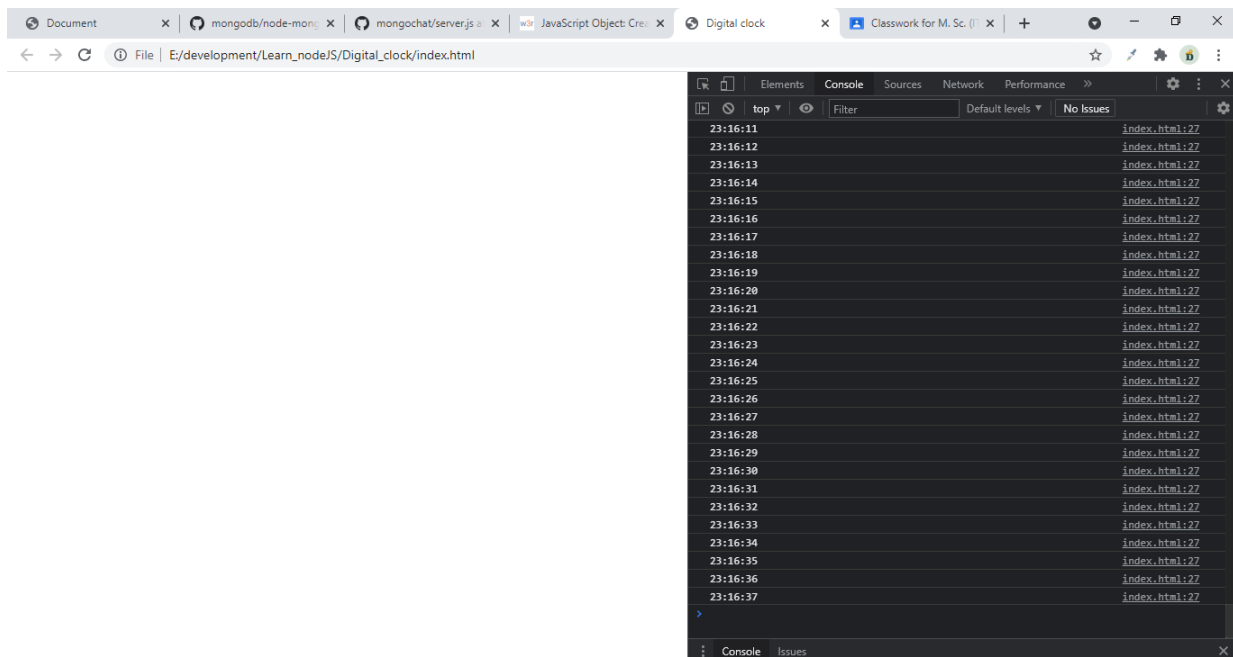 Document
mongodb/node-mong
mongochat/server.js a
w3r JavaScript Object: Crea
Digital clock
Classwork for M. Sc. (I
File E:/development/Learn_nodeJS/Digital_clock/index.html
Elements Console Sources Network Performance »
top ▼ Filter Default levels ▼ No Issues
23:16:11 index.html:27
23:16:12 index.html:27
23:16:13 index.html:27
23:16:14 index.html:27
23:16:15 index.html:27
23:16:16 index.html:27
23:16:17 index.html:27
23:16:18 index.html:27
23:16:19 index.html:27
23:16:20 index.html:27
23:16:21 index.html:27
23:16:22 index.html:27
23:16:23 index.html:27
23:16:24 index.html:27
23:16:25 index.html:27
23:16:26 index.html:27
23:16:27 index.html:27
23:16:28 index.html:27
23:16:29 index.html:27
23:16:30 index.html:27
23:16:31 index.html:27
23:16:32 index.html:27
23:16:33 index.html:27
23:16:34 index.html:27
23:16:35 index.html:27
23:16:36 index.html:27
23:16:37 index.html:27
>
Console Issues